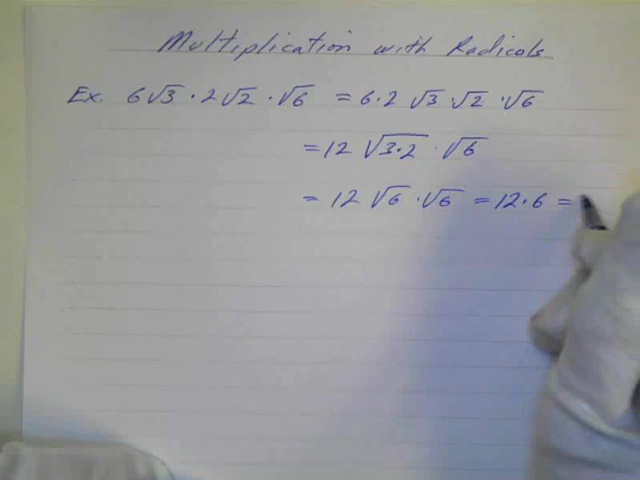 Multiplication with Radicals
Ex. 6√3 · 2√2 · √6 = 6·2 √3 · √2 · √6
= 12 √3·2 · √6
= 12 √6 · √6 = 12·6 =